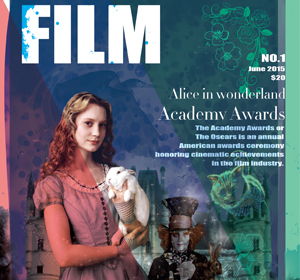 FILM
NO.1
June 2015
$20
Alice in wonderland
Academy Awards
The Academy Awards or
The Oscars is an annual
American awards ceremony
honoring cinematic achievements
in the film industry.